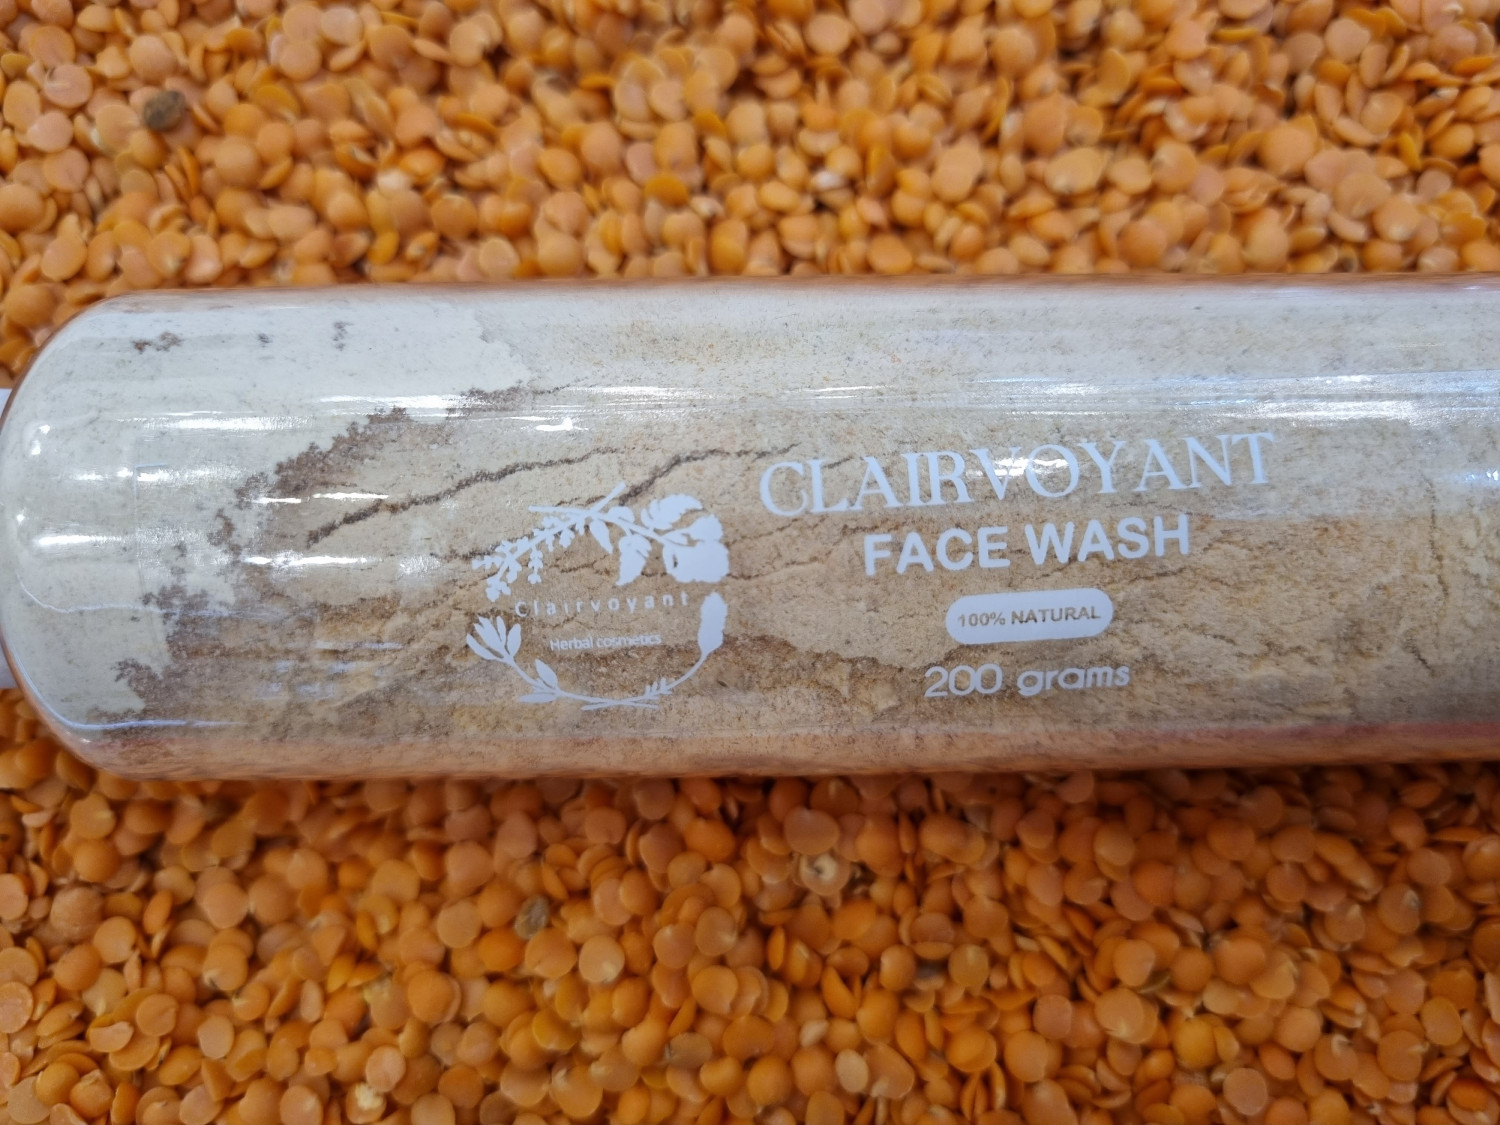 Clairvoyant
Herbal cosmetics
CLAIRVOYANT
FACE WASH
100% NATURAL
200 grams